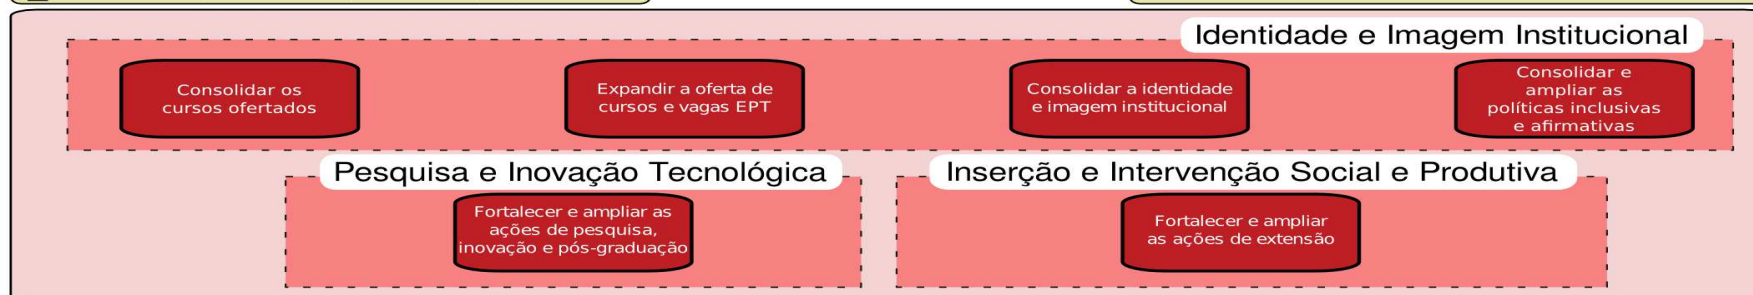 Identidade e Imagem Institucional
Consolidar os
cursos ofertados
Expandir a oferta de
cursos e vagas EPT
Consolidar a identidade
e imagem institucional
Consolidar e
ampliar as
políticas inclusivas
e afirmativas
Pesquisa e Inovação Tecnológica
Fortalecer e ampliar as
ações de pesquisa,
inovação e pós-graduação
Inserção e Intervenção Social e Produtiva
Fortalecer e ampliar
as ações de extensão